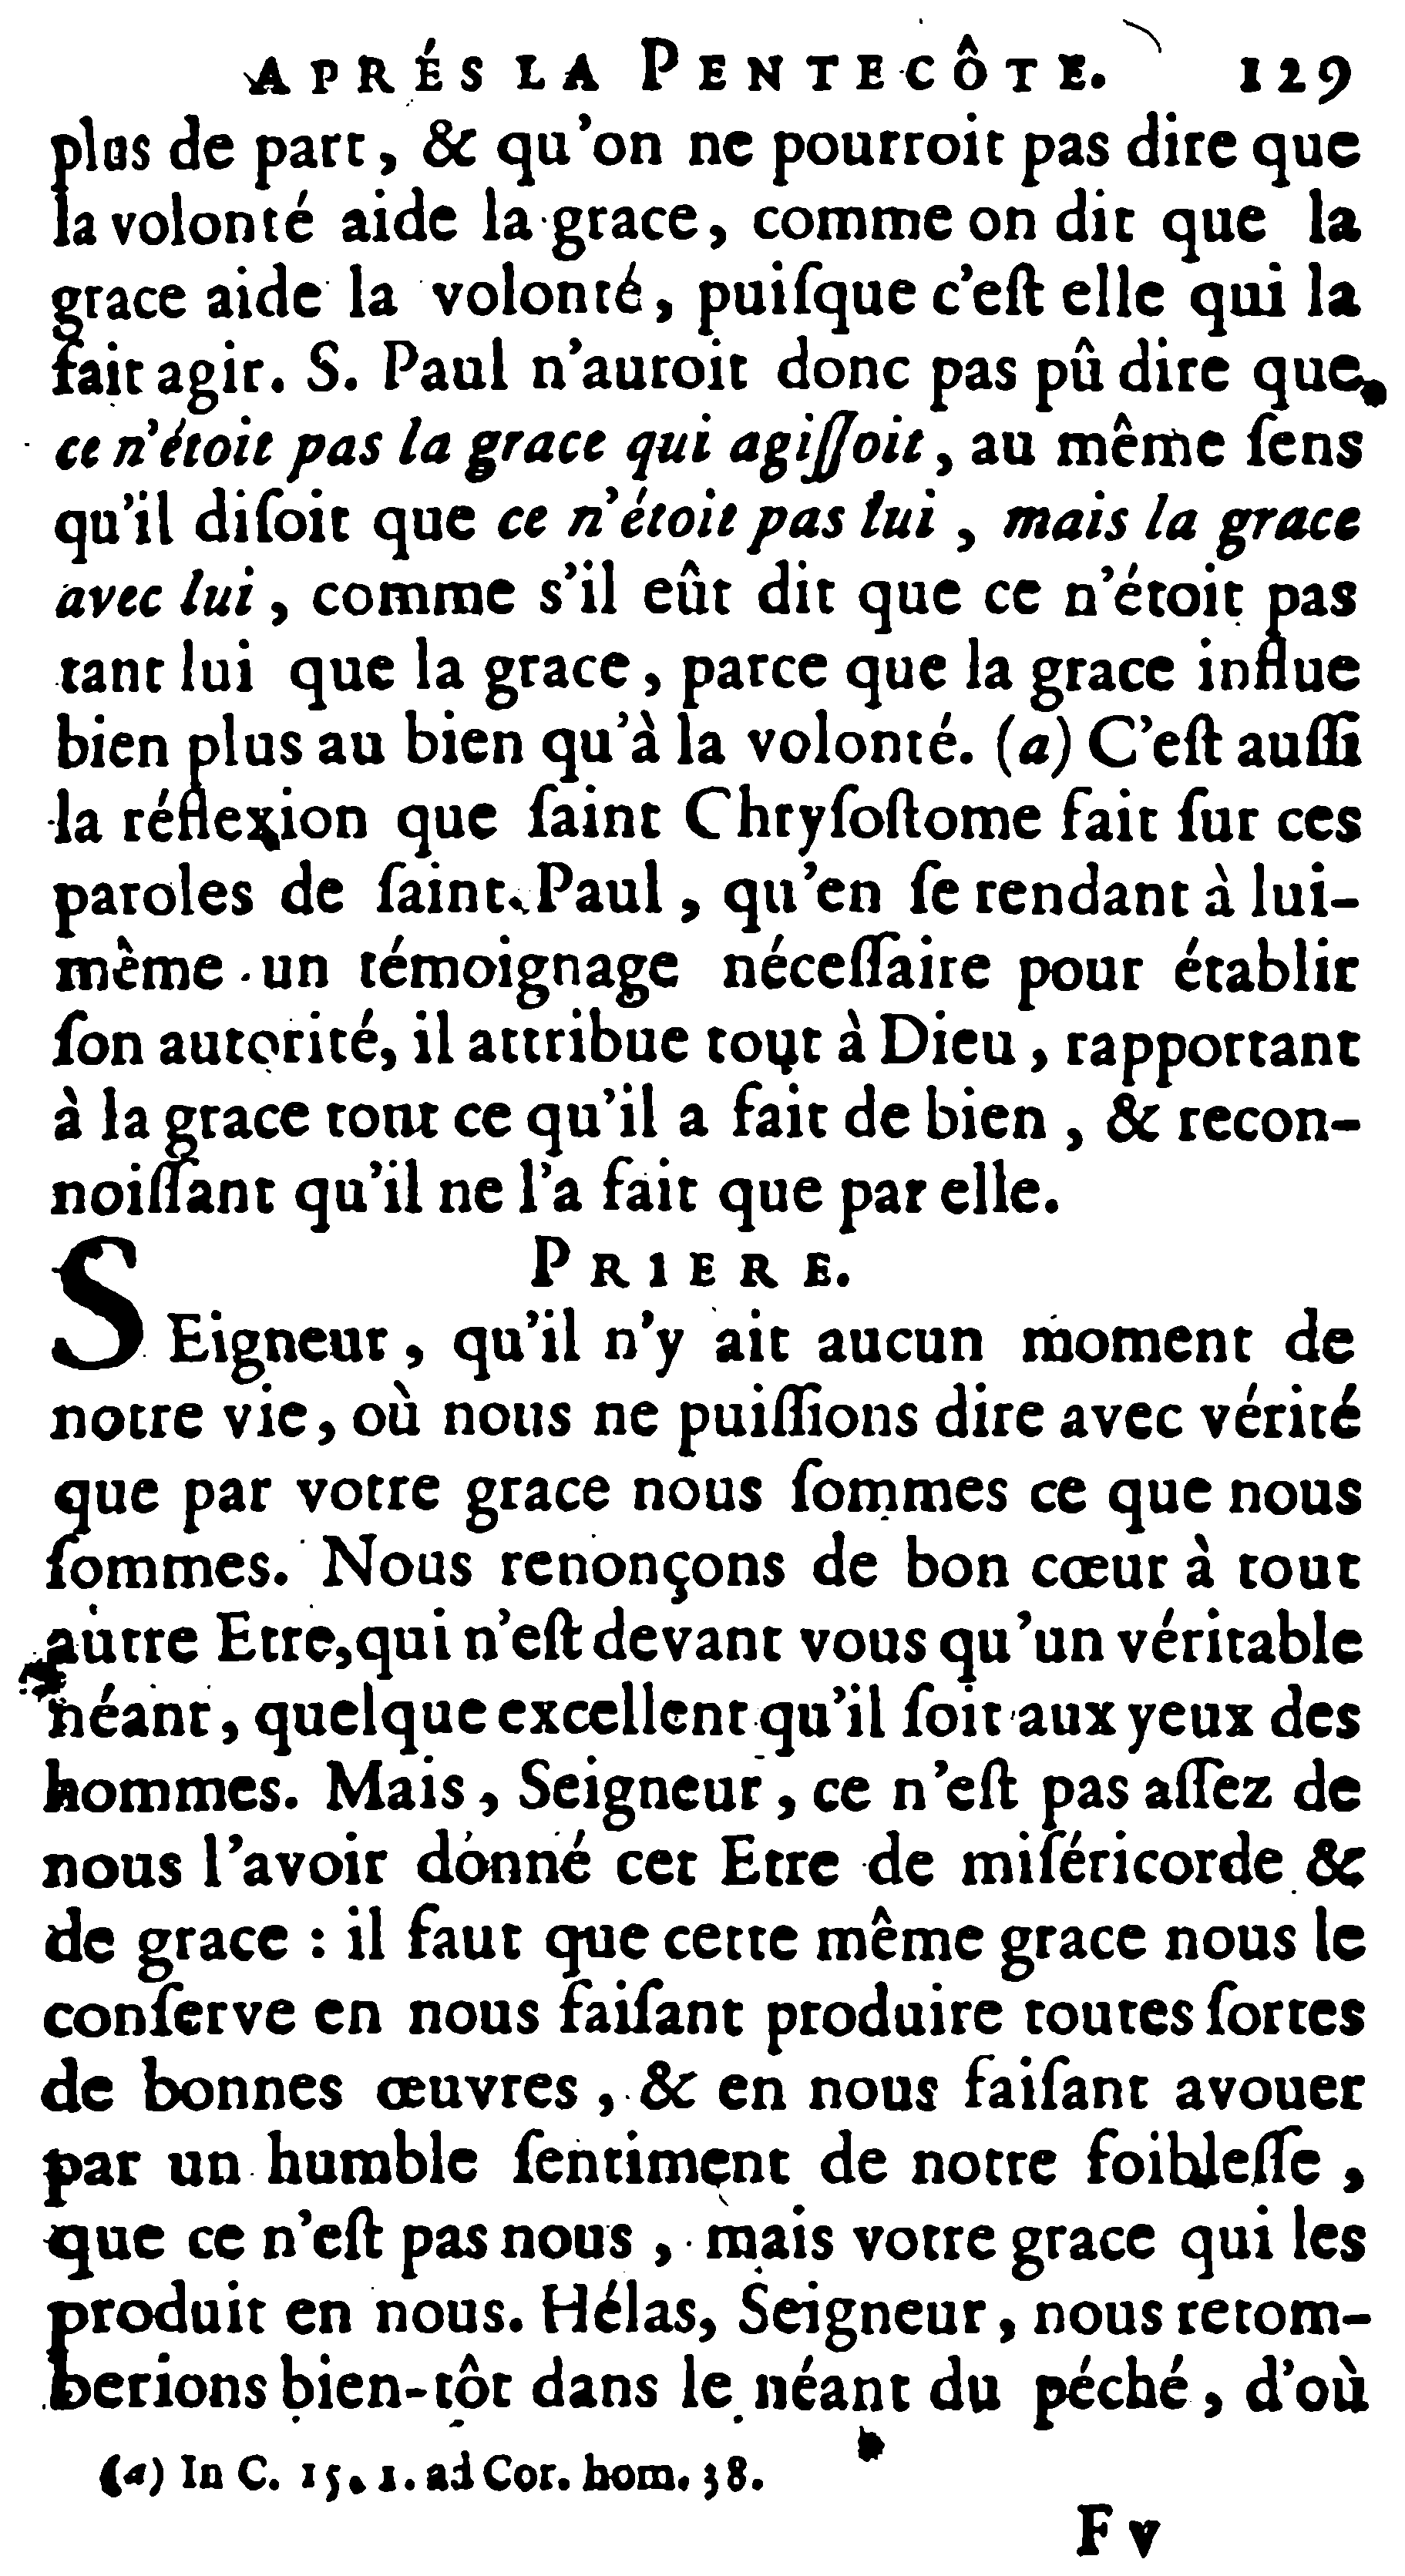 APRÉS LA PENTECÔTE. 129
plus de part, & qu'on ne pourroit pas dire que
la volonté aide la grace, comme on dit que la
grace aide la volonté, puiſque c'eſt elle qui la
fait agir. S. Paul n'auroit donc pas pû dire que
ce n'étoit pas la grace qui agiſſoit, au même ſens
qu'il diſoit que ce n'étoit pas lui, mais la grace
avec lui, comme s'il eût dit que ce n'étoit pas
tant lui que la grace, parce que la grace influe
bien plus au bien qu'à la volonté. (a) C'eſt auſſi
la réflexion que ſaint Chryſoſtome fait ſur ces
paroles de ſaint Paul, qu'en ſe rendant à lui-
même un témoignage néceſſaire pour établir
ſon autorité, il attribue tout à Dieu, rapportant
à la grace tout ce qu'il a fait de bien, & recon-
noiſſant qu'il ne l'a fait que par elle.
PRIERE.
SEigneur, qu'il n'y ait aucun moment de
notre vie, où nous ne puiſſions dire avec vérité
que par votre grace nous ſommes ce que nous
ſommes. Nous renonçons de bon cœur à tout
autre Etre, qui n'eſt devant vous qu'un véritable
néant, quelque excellent qu'il ſoit aux yeux des
hommes. Mais, Seigneur, ce n'eſt pas aſſez de
nous l'avoir donné cet Etre de miſéricorde &
de grace : il faut que cette même grace nous le
conſerve en nous faiſant produire toutes ſortes
de bonnes œuvres, & en nous faiſant avouer
par un humble ſentiment de notre foibleſſe,
que ce n'eſt pas nous, mais votre grace qui les
produit en nous. Hélas, Seigneur, nous retom-
berions bien-tôt dans le néant du péché, d'où
(a) In C. 15. 1. ad Cor. hom. 38.
F v